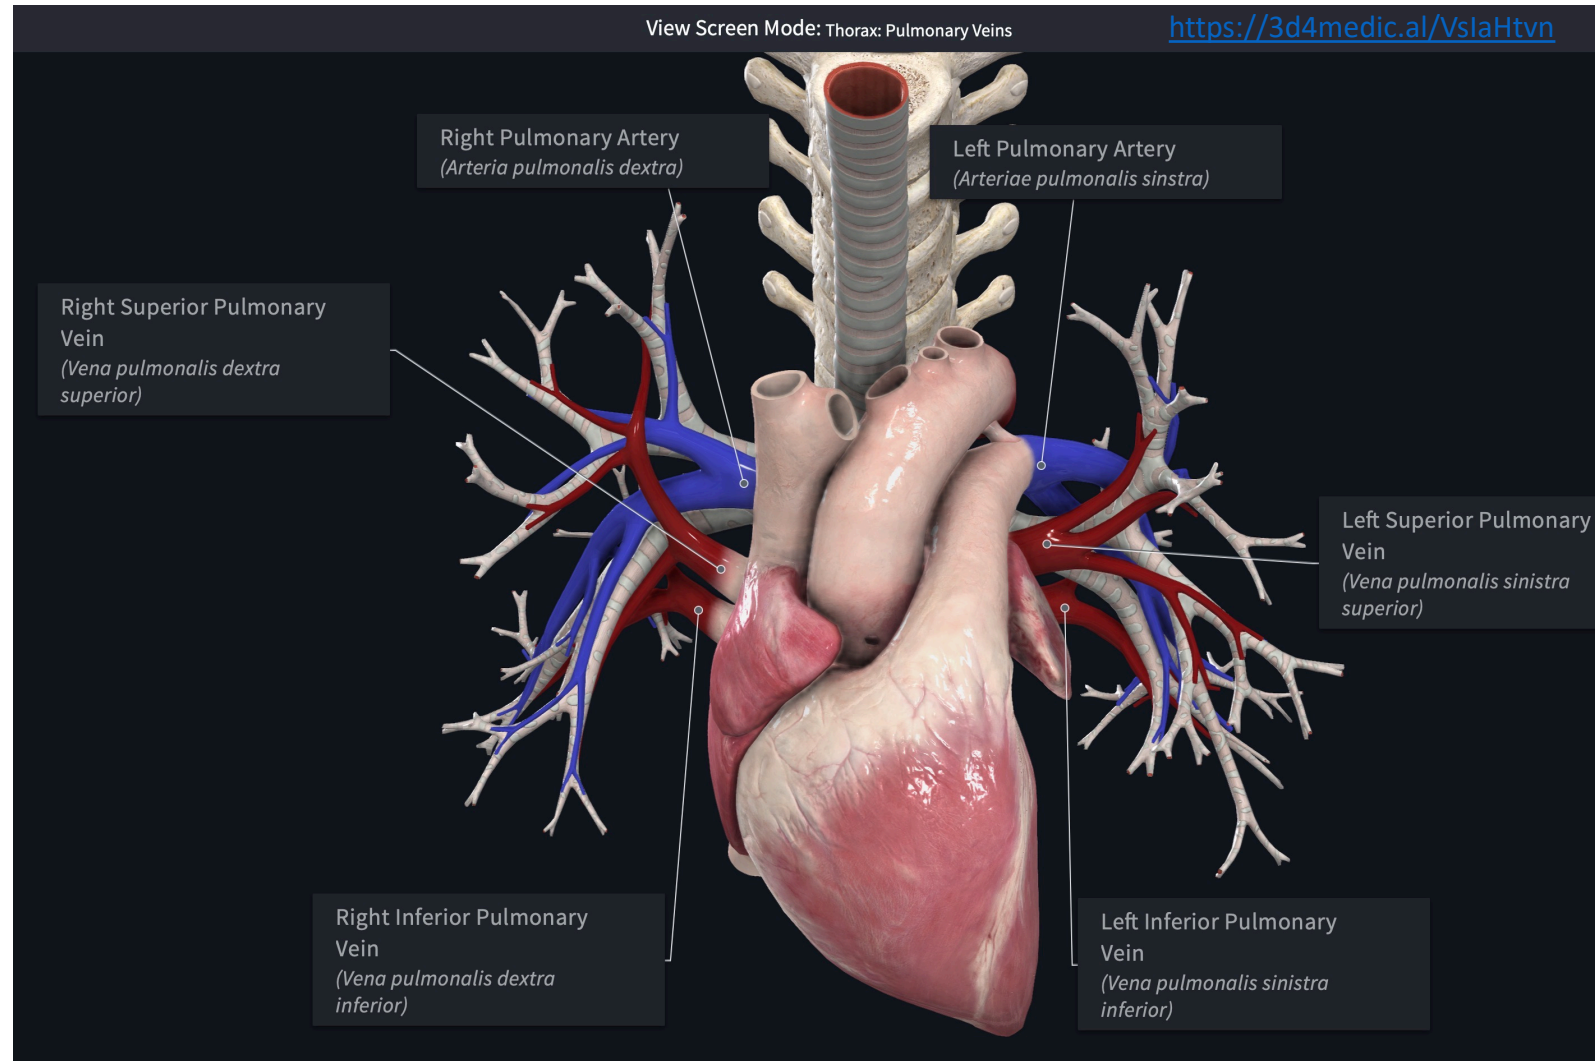 View Screen Mode: Thorax: Pulmonary Veins
https://3d4medic.al/VsIaHtvn
Right Pulmonary Artery
(Arteria pulmonalis dextra)
Left Pulmonary Artery
(Arteriae pulmonalis sinstra)
Right Superior Pulmonary
Vein
(Vena pulmonalis dextra
superior)
Left Superior Pulmonary
Vein
(Vena pulmonalis sinistra
superior)
Right Inferior Pulmonary
Vein
(Vena pulmonalis dextra
inferior)
Left Inferior Pulmonary
Vein
(Vena pulmonalis sinistra
inferior)